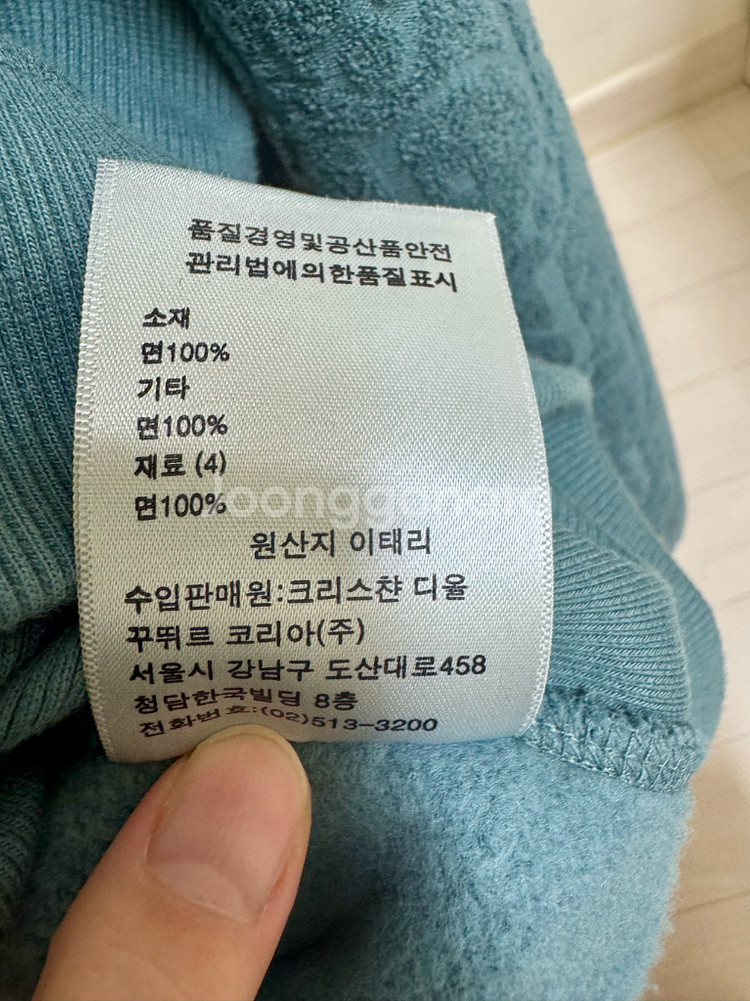 품질경영및공산품안전
관리법에의한품질표시
소재
면100%
기타
면100%
재료 (4)
면100%
원산지 이태리
수입판매원:크리스챤 디올
꾸뛰르 코리아(주)
서울시 강남구 도산대로458
청담한국빌딩 8층
전화번호:(02)513-3200